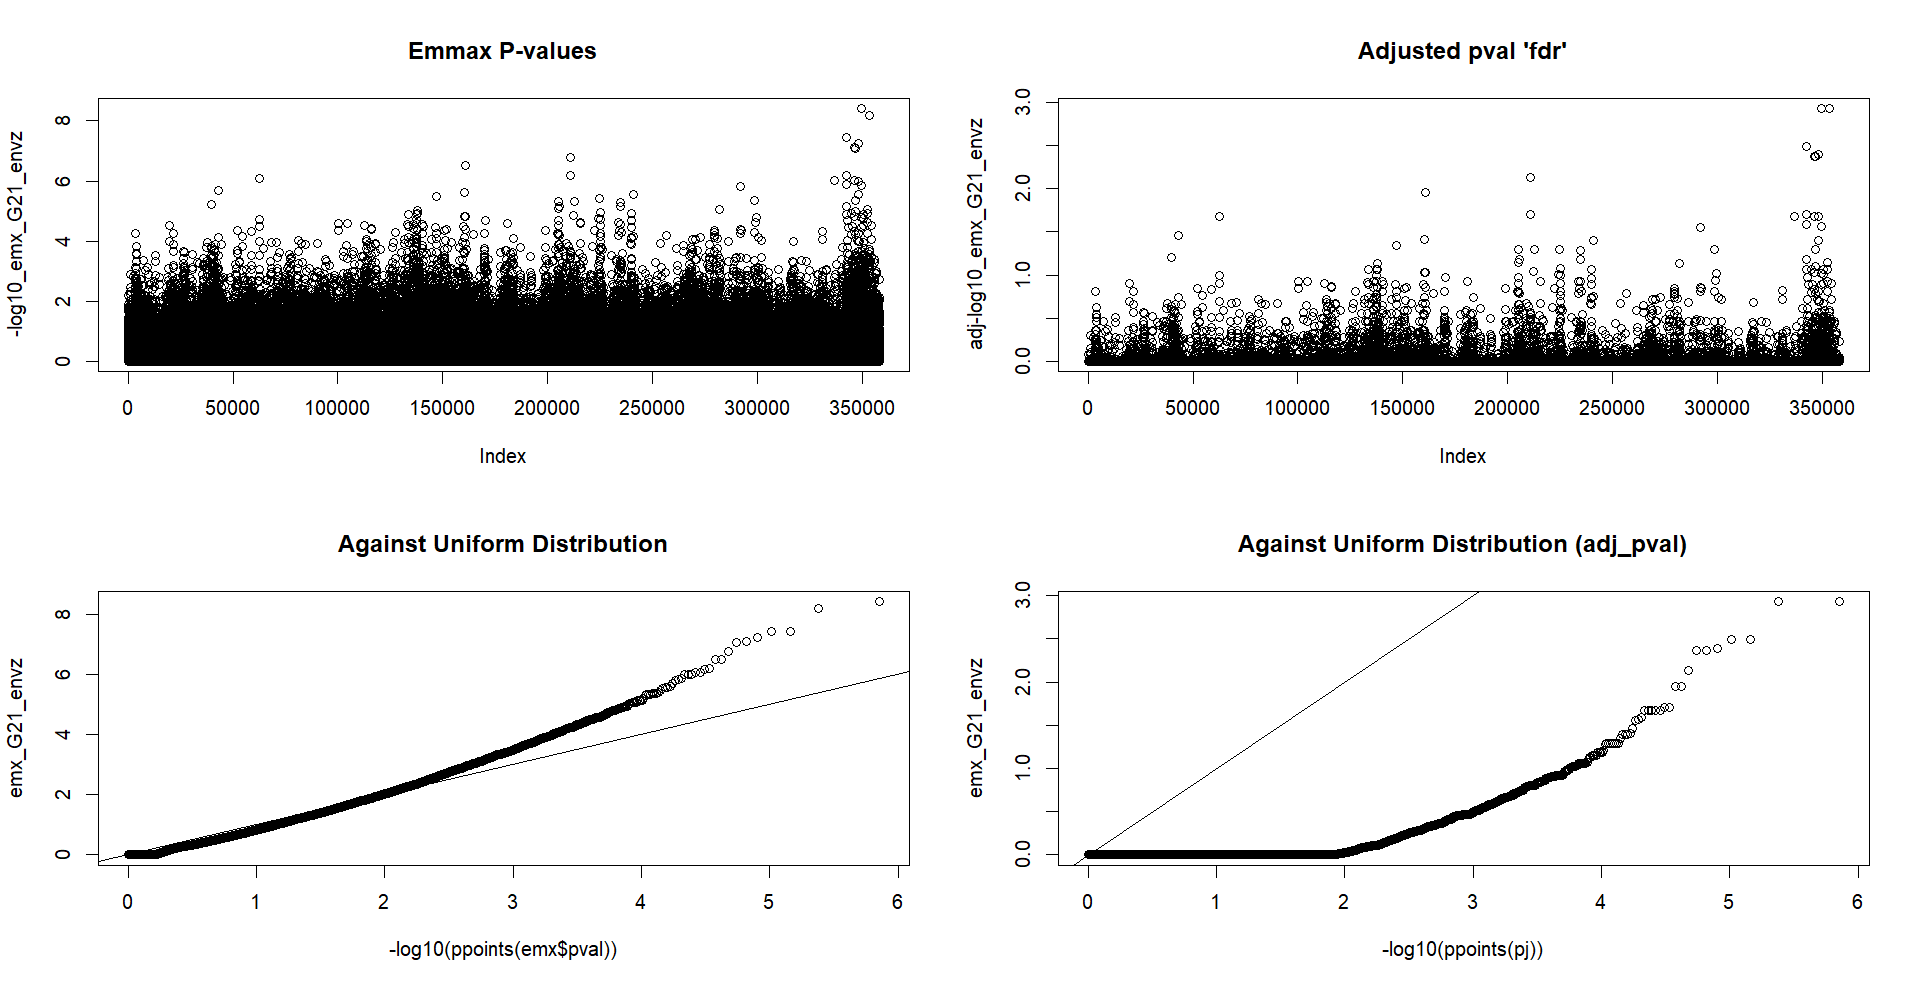 Emmax P-values
-log10_emx_G21_envz
8
6
4
2
0
0 50000 100000 150000 200000 250000 300000 350000
Index
Adjusted pval 'fdr'
adj-log10_emx_G21_envz
3.0
2.0
1.0
0.0
0 50000 100000 150000 200000 250000 300000 350000
Index
Against Uniform Distribution
emx_G21_envz
8
6
4
2
0
0 1 2 3 4 5 6
-log10(ppoints(emx$pval))
Against Uniform Distribution (adj_pval)
emx_G21_envz
3.0
2.0
1.0
0.0
0 1 2 3 4 5 6
-log10(ppoints(pj))